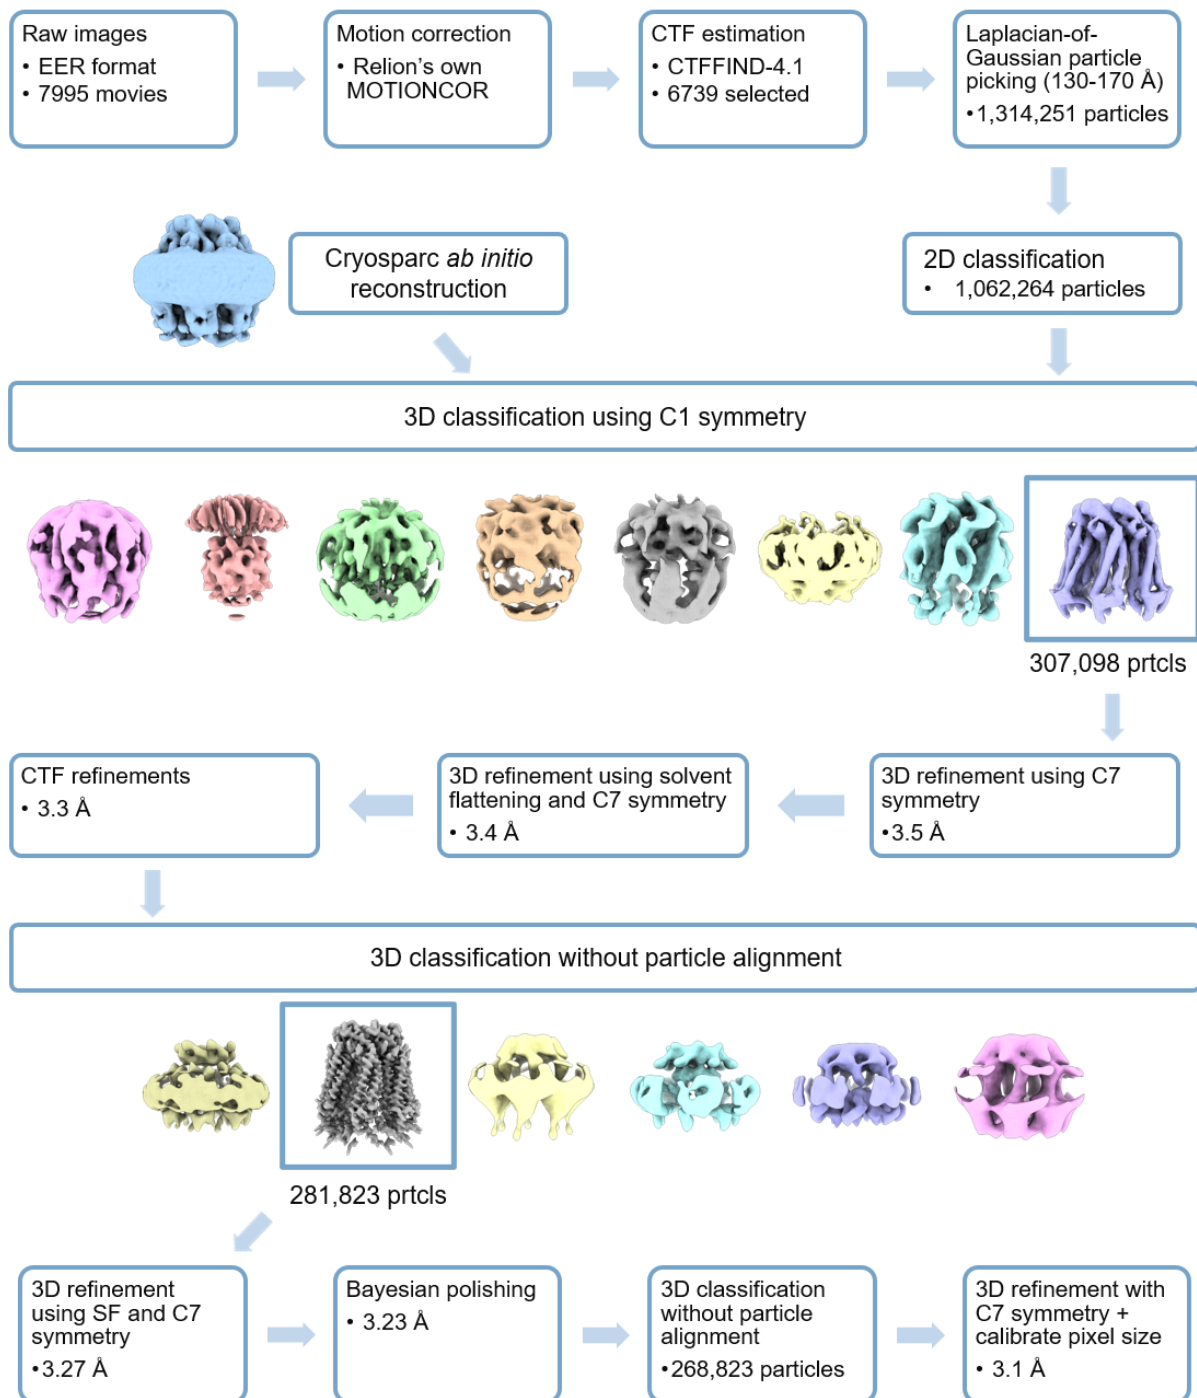 Raw images
• EER format
• 7995 movies
Motion correction
• Relion's own
MOTIONCOR
CTF estimation
• CTFFIND-4.1
• 6739 selected
Laplacian-of-
Gaussian particle
picking (130-170 Å)
•1,314,251 particles
Cryosparc ab initio
reconstruction
2D classification
• 1,062,264 particles
3D classification using C1 symmetry
307,098 prtcls
CTF refinements
• 3.3 Å
3D refinement using solvent
flattening and C7 symmetry
• 3.4 Å
3D refinement using C7
symmetry
•3.5 Å
3D classification without particle alignment
281,823 prtcls
3D refinement
using SF and C7
symmetry
•3.27 Å
Bayesian polishing
• 3.23 Å
3D classification
without particle
alignment
•268,823 particles
3D refinement with
C7 symmetry +
calibrate pixel size
• 3.1 Å